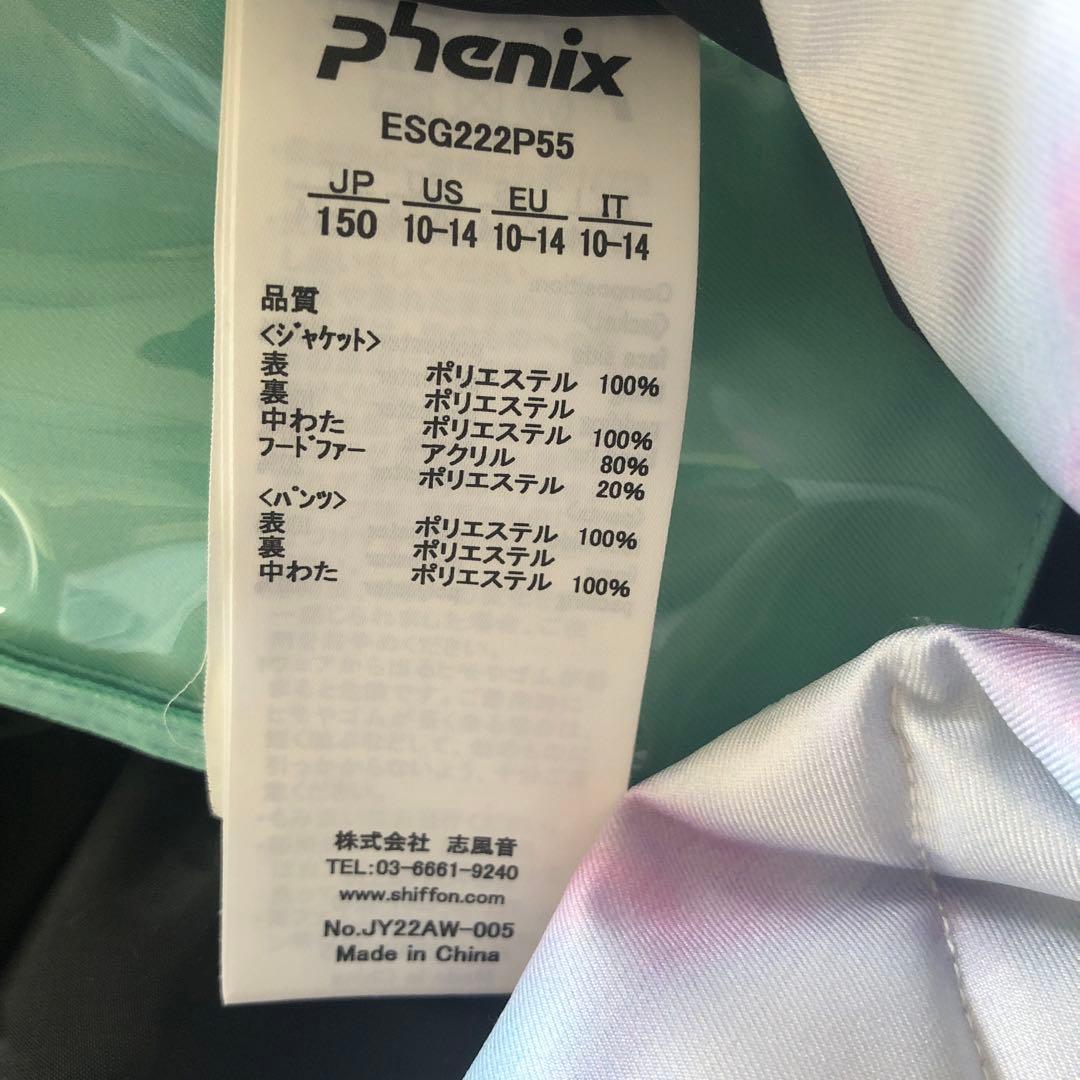 phenix
ESG222P55
JP US EU IT
150 10-14 10-14 10-14
品質
<ジャケット>
表 ポリエステル 100%
裏 ポリエステル
中わた ポリエステル 100%
フードファー アクリル 80%
ポリエステル 20%
<パンツ>
表 ポリエステル 100%
裏 ポリエステル
中わた ポリエステル 100%
株式会社 志風音
TEL:03-6661-9240
www.shiffon.com
No.JY22AW-005
Made in China